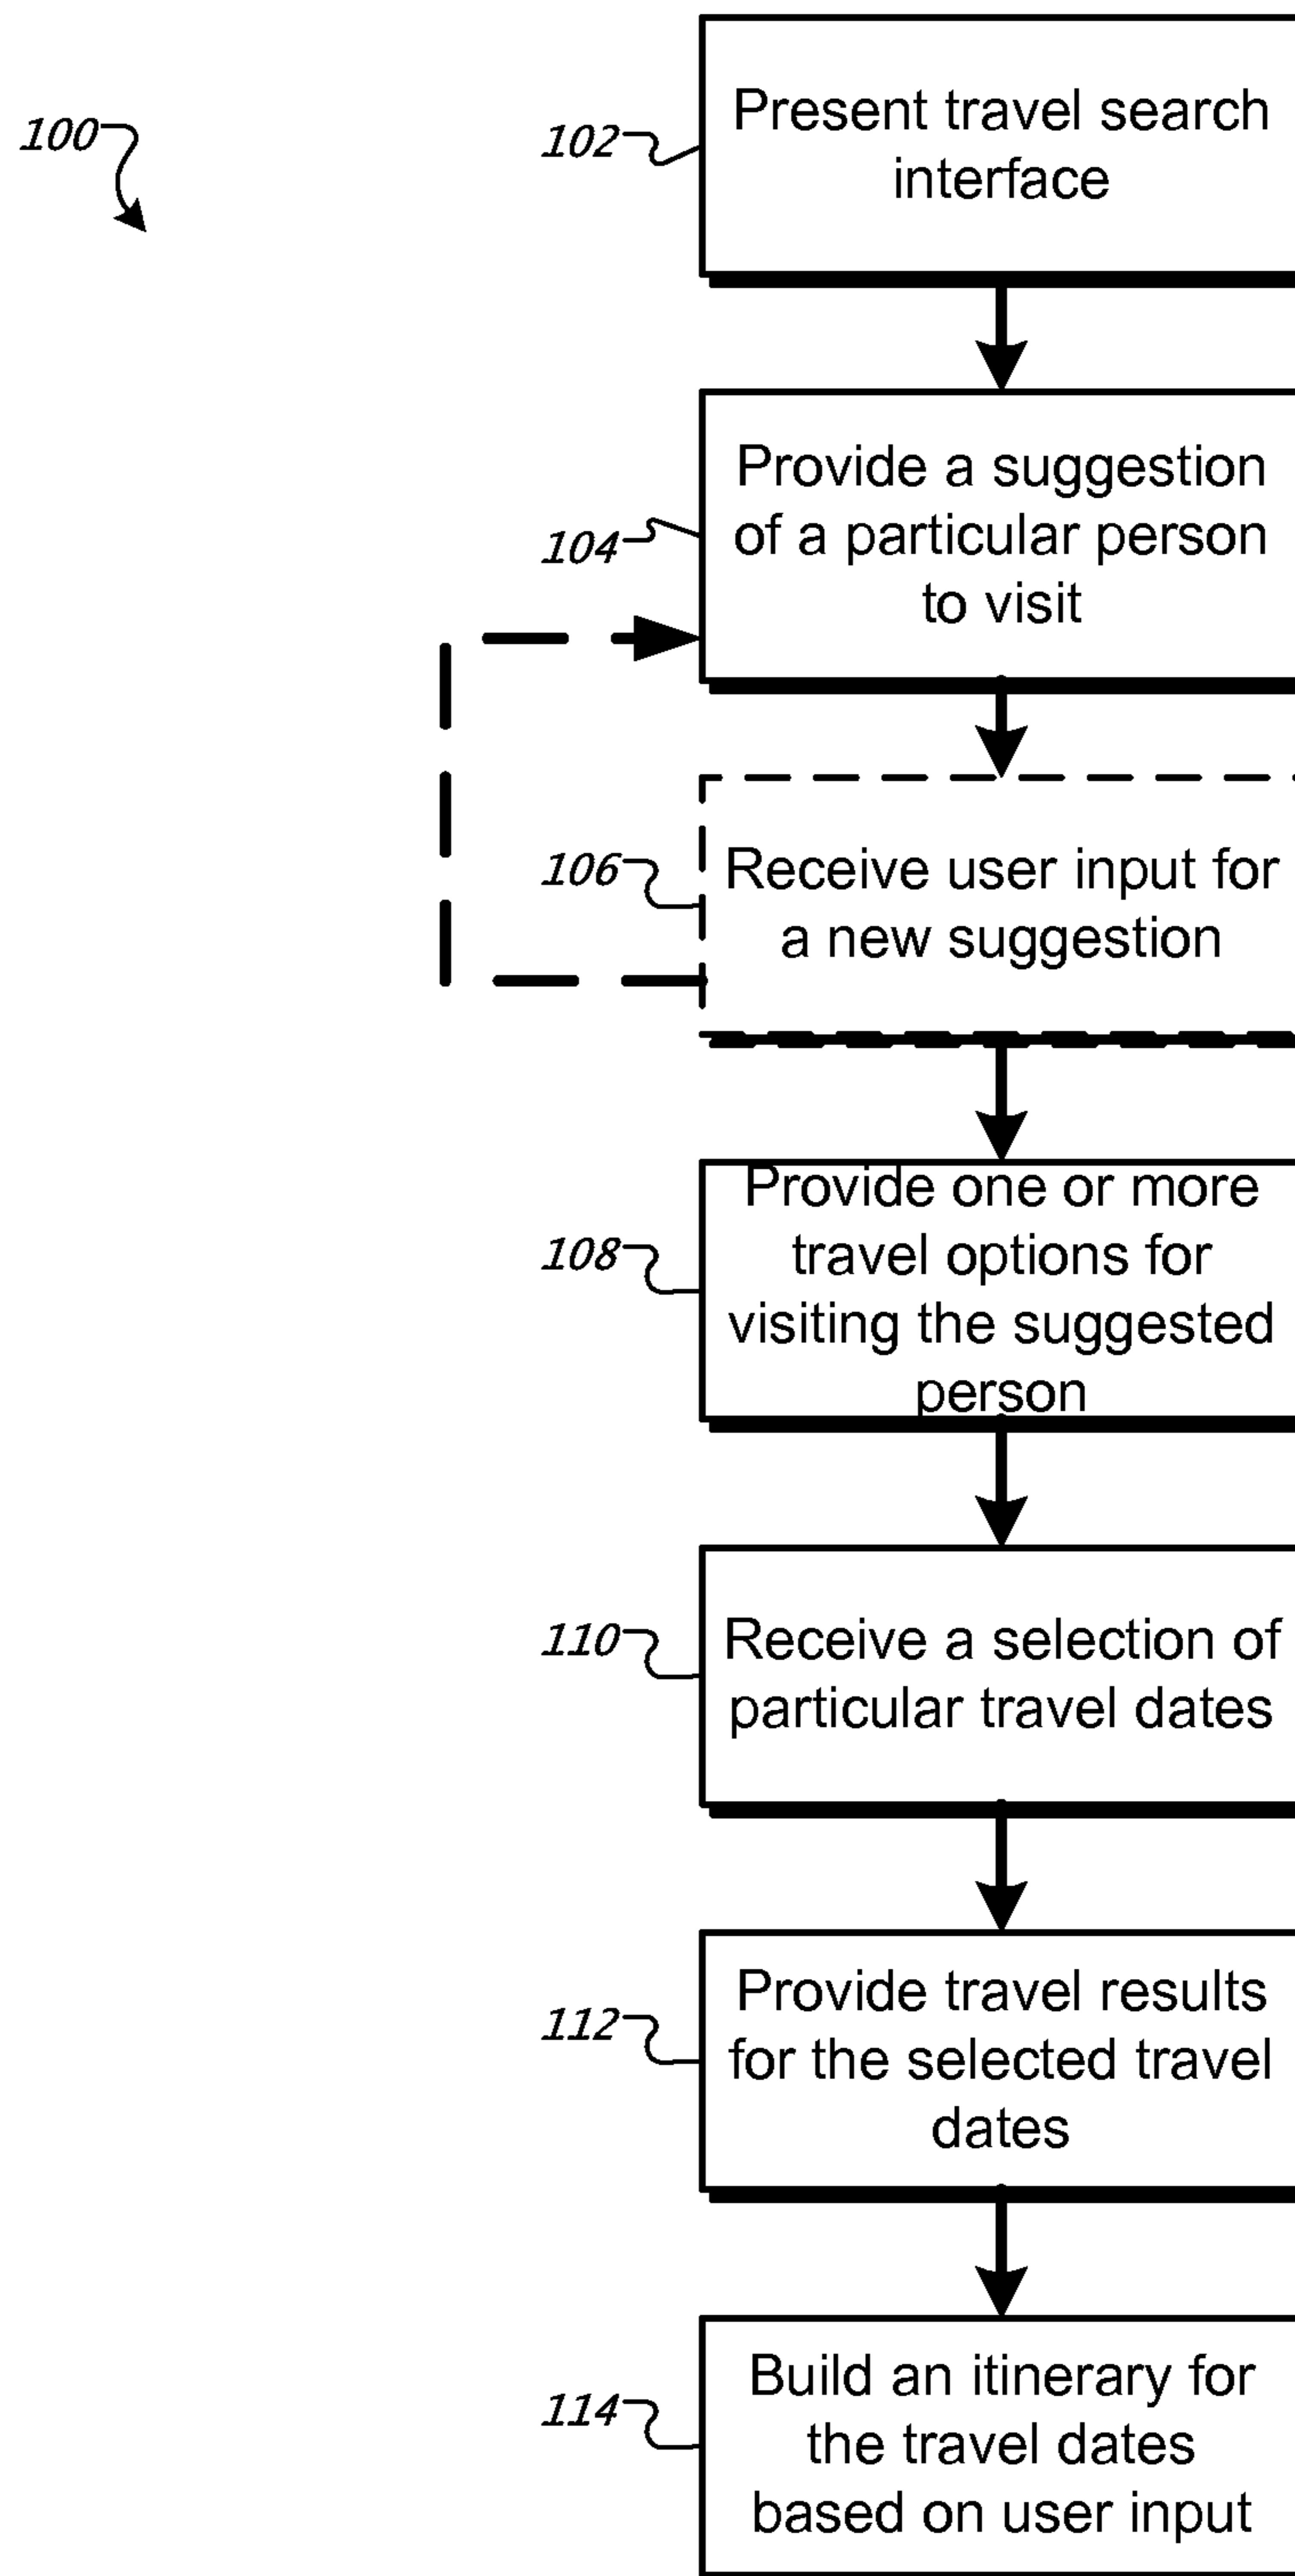 100
102
Present travel search
interface
104
Provide a suggestion
of a particular person
to visit
106
Receive user input for
a new suggestion
108
Provide one or more
travel options for
visiting the suggested
person
110
Receive a selection of
particular travel dates
112
Provide travel results
for the selected travel
dates
114
Build an itinerary for
the travel dates
based on user input